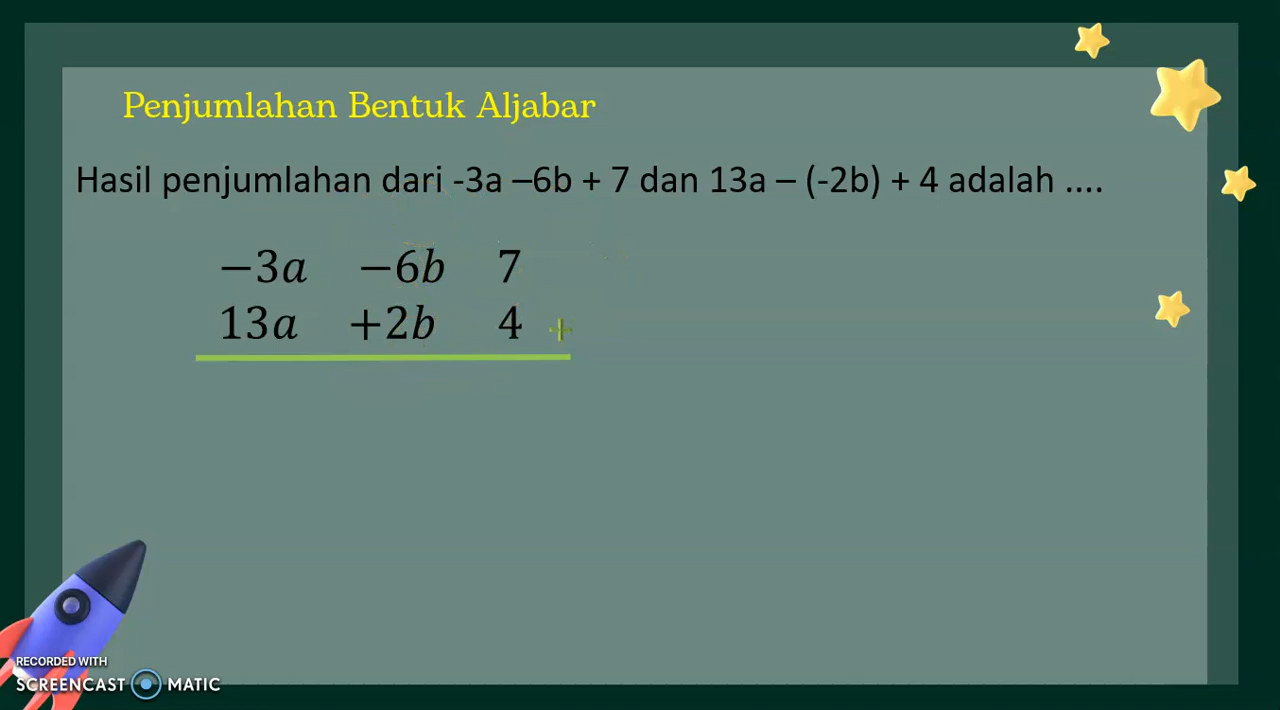 Penjumlahan Bentuk Aljabar
Hasil penjumlahan dari -3a –6b + 7 dan 13a – (-2b) + 4 adalah ....
−3a −6b 7
13a +2b 4 +
RECORDED WITH
SCREENCAST MATIC